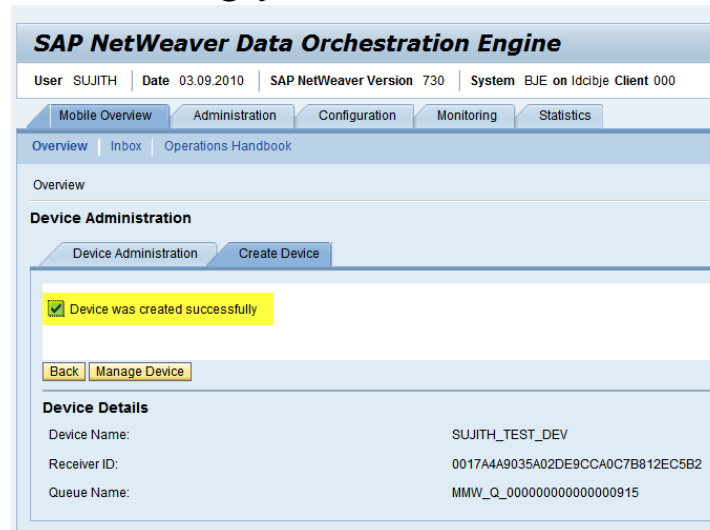 SAP NetWeaver Data Orchestration Engine
User SUJITH Date 03.09.2010 SAP NetWeaver Version 730 System BJE on ldcibje Client 000
Mobile Overview Administration Configuration Monitoring Statistics
Overview Inbox Operations Handbook
Overview
Device Administration
Device Administration Create Device
Device was created successfully
Back Manage Device
Device Details
Device Name: SUJITH_TEST_DEV
Receiver ID: 0017A4A9035A02DE9CCA0C7B812EC5B2
Queue Name: MMW_Q_000000000000000915